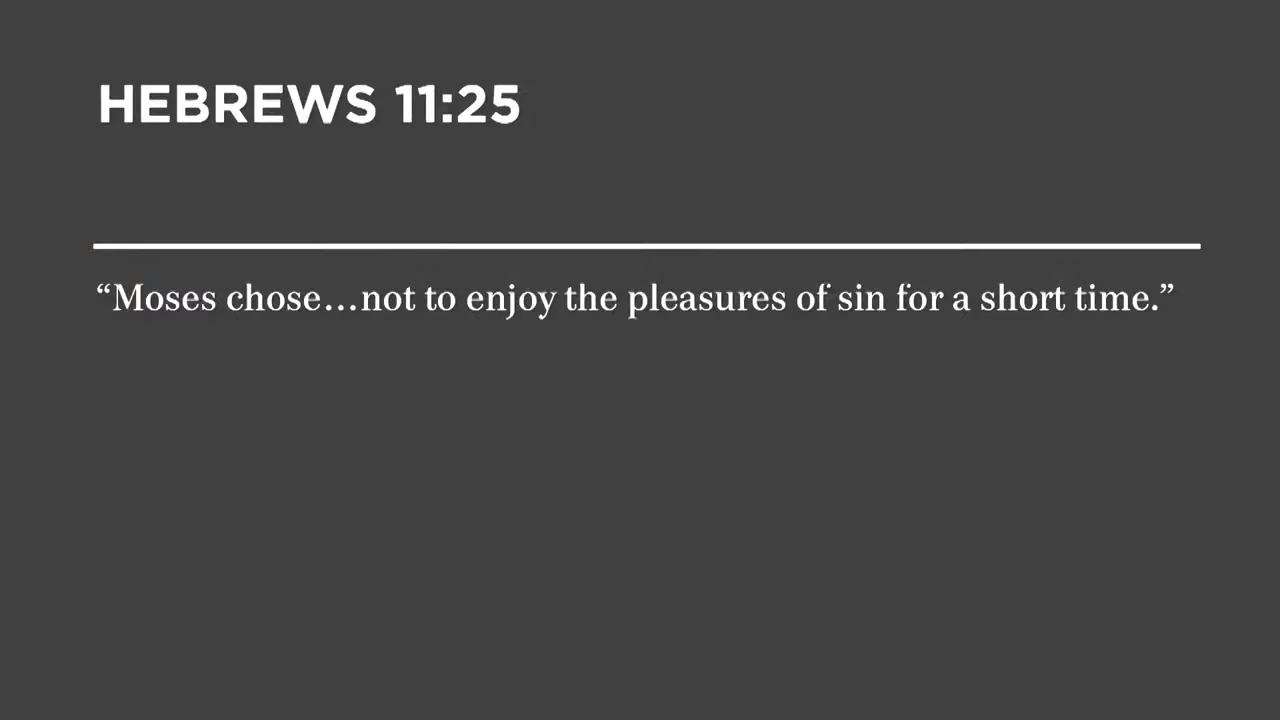 HEBREWS 11:25
“Moses chose…not to enjoy the pleasures of sin for a short time.”